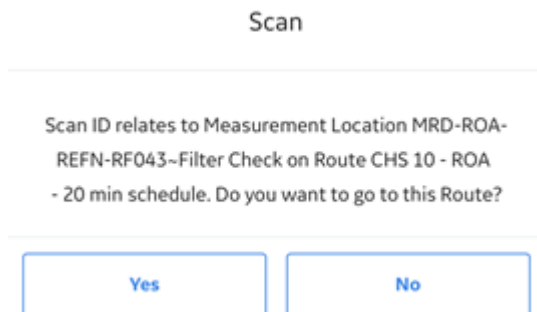 Scan
Scan ID relates to Measurement Location MRD-ROA-
REFN-RF043~Filter Check on Route CHS 10 - ROA
- 20 min schedule. Do you want to go to this Route?
Yes
No